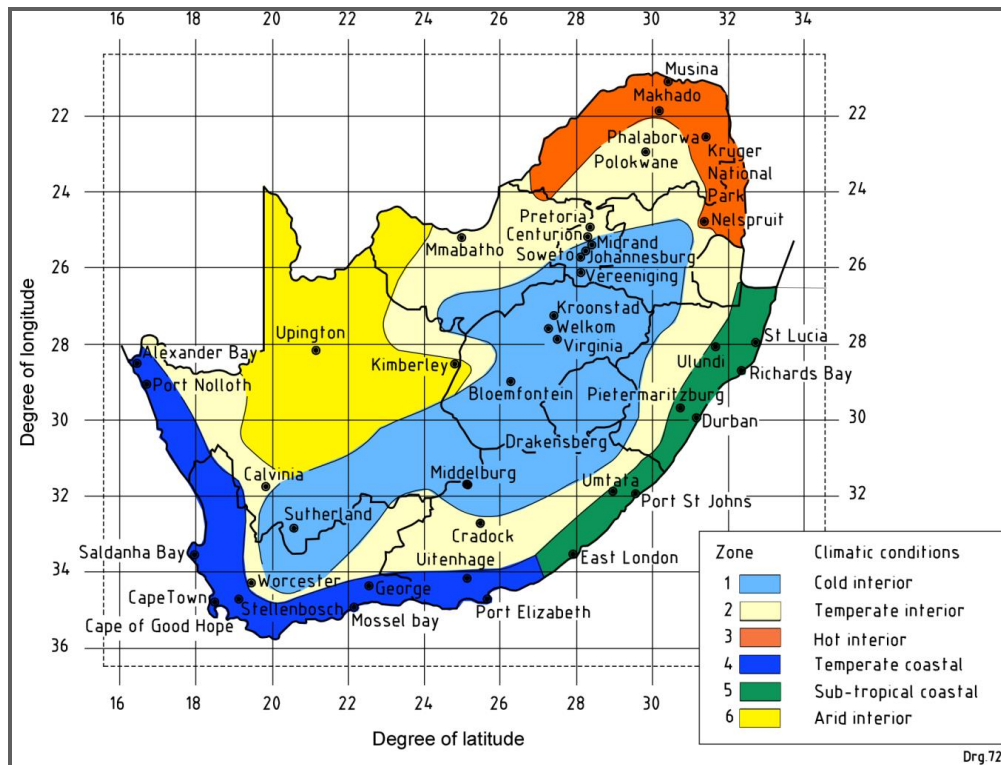 16 18 20 22 24 26 28 30 32 34
Musina
Makhado
22 22
Phalaborwa
Polokwane
Kruger
National
Park
24 24
Pretoria
Nelspruit
Centurion
Midrand
Mmabatho
Soweto
Johannesburg
26 26
Vereeniging
Kroonstad
Welkom
Virginia
Upington
St Lucia
28 28
Alexander Bay
Kimberley
Ulundi
Port Nolloth
Richards Bay
Bloemfontein
Pietermaritzburg
30 30
Durban
Drakensberg
Calvinia
Middelburg
Umtata
32 32
Port St Johns
Sutherland
Cradock
Saldanha Bay
East London
Uitenhage
34
Worcester
George
CapeTown
Stellenbosch
Cape of Good Hope
Mossel bay
Port Elizabeth
36
16 18 20 22 24 26 28 30
Degree of longitude
Degree of latitude
Zone Climatic conditions
1 Cold interior
2 Temperate interior
3 Hot interior
4 Temperate coastal
5 Sub-tropical coastal
6 Arid interior
Drg.72